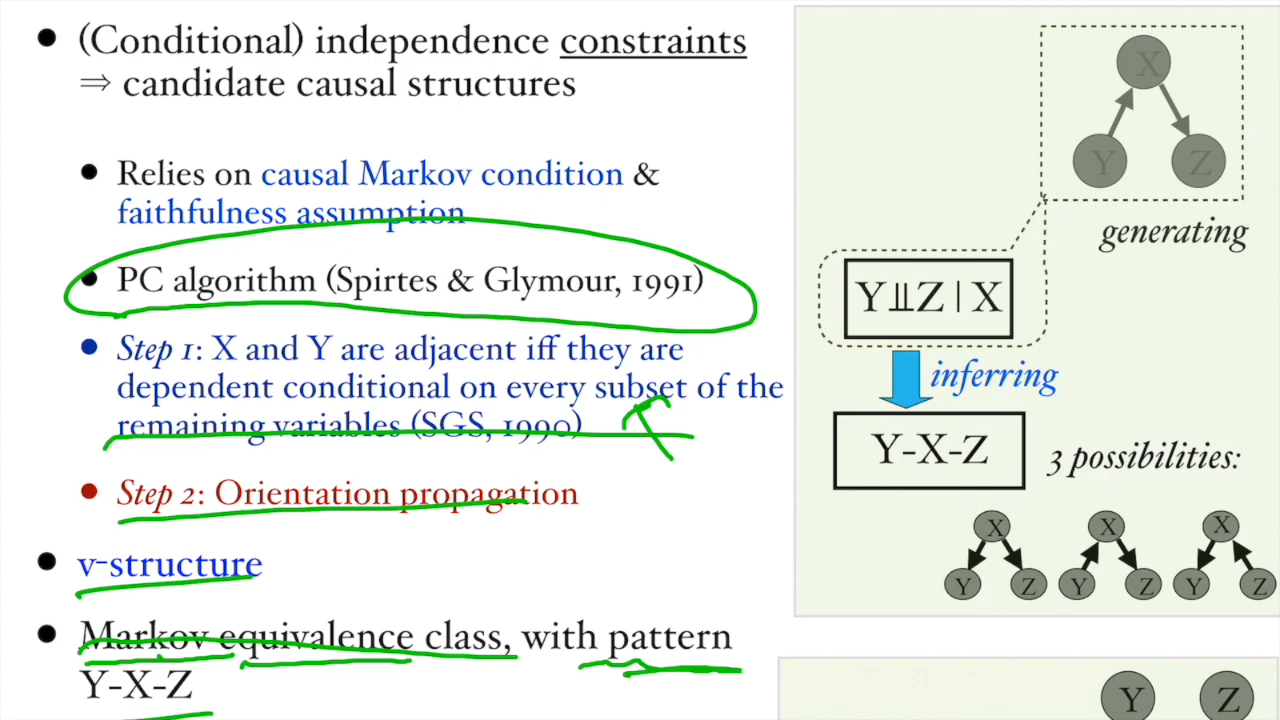 • (Conditional) independence constraints
⇒ candidate causal structures
• Relies on causal Markov condition &
faithfulness assumption
• PC algorithm (Spirtes & Glymour, 1991)
• Step 1: X and Y are adjacent iff they are
dependent conditional on every subset of the
remaining variables (SGS, 1990)
• Step 2: Orientation propagation
• v-structure
• Markov equivalence class, with pattern
Y-X-Z
X
Y Z
generating
Y⫫Z | X
inferring
Y-X-Z
3 possibilities:
X X X
Y Z Y Z Y Z
Y Z